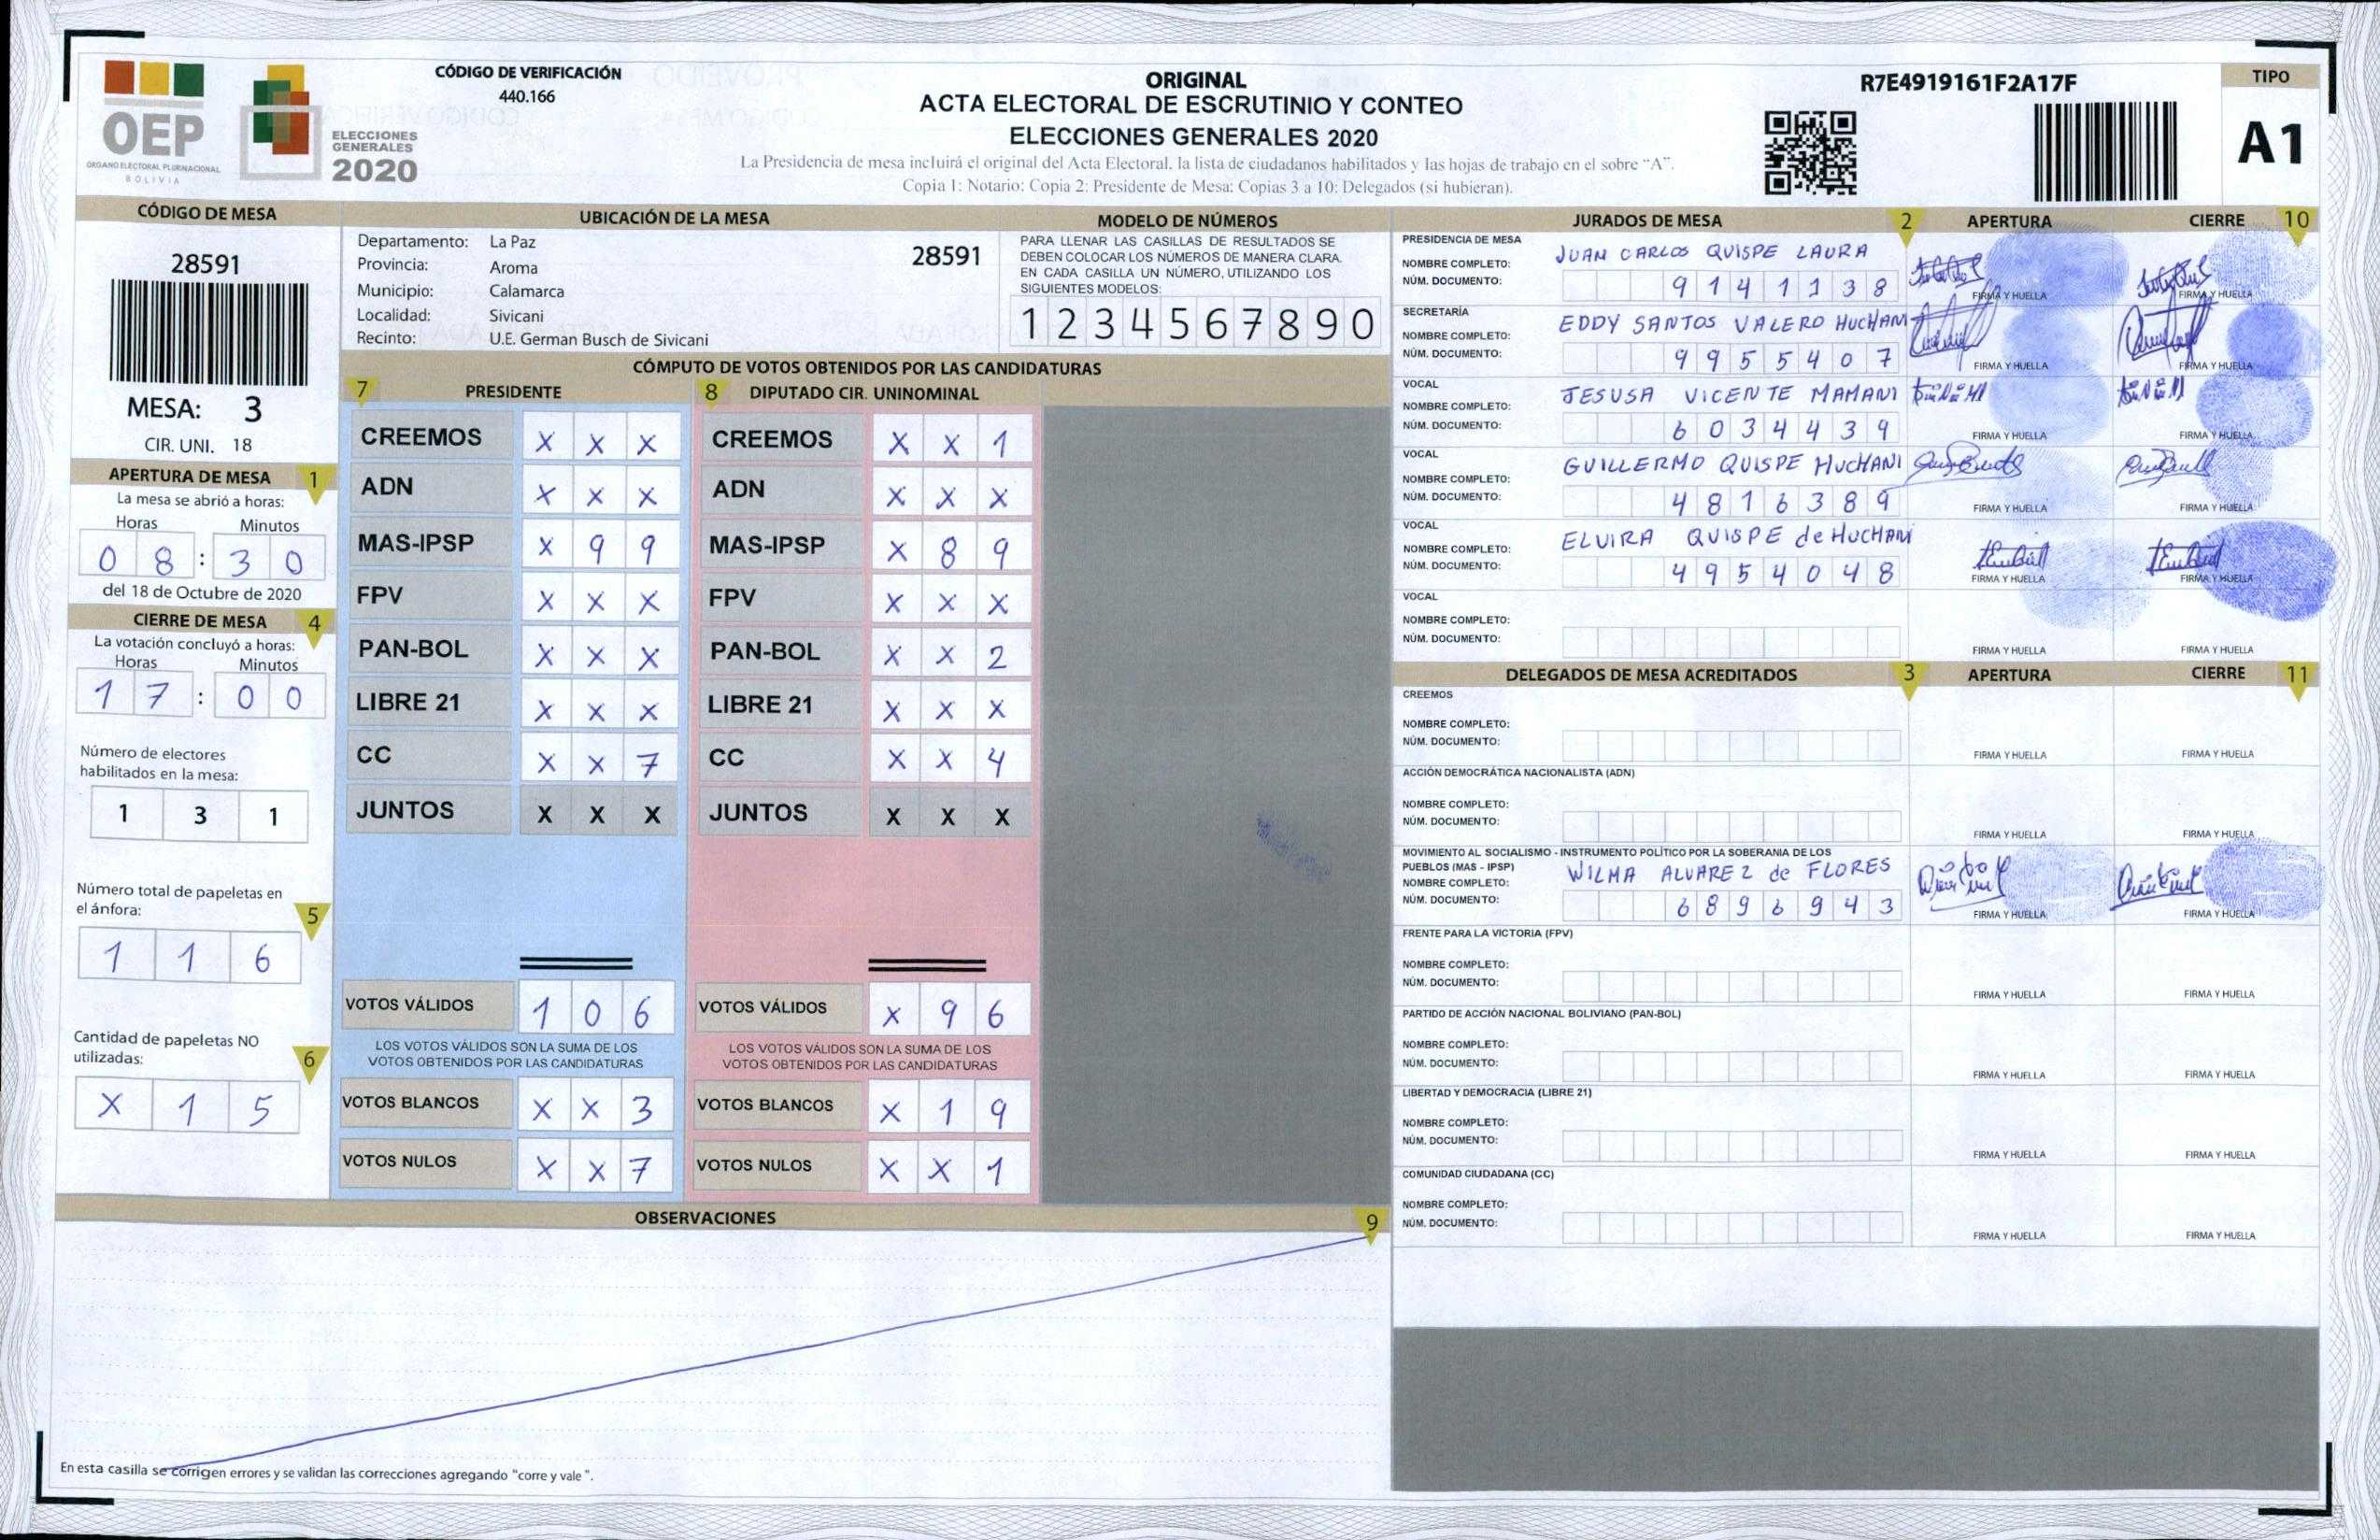 OEP
ÓRGANO ELECTORAL PLURINACIONAL
BOLIVIA
ELECCIONES
GENERALES
2020
CÓDIGO DE VERIFICACIÓN
440.166
ORIGINAL
ACTA ELECTORAL DE ESCRUTINIO Y CONTEO
ELECCIONES GENERALES 2020
La Presidencia de mesa incluirá el original del Acta Electoral, la lista de ciudadanos habilitados y las hojas de trabajo en el sobre "A".
Copia 1: Notario; Copia 2: Presidente de Mesa; Copias 3 a 10: Delegados (si hubieran).
R7E4919161F2A17F
TIPO
A1
CÓDIGO DE MESA
28591
MESA: 3
CIR. UNI. 18
APERTURA DE MESA 1
La mesa se abrió a horas:
Horas Minutos
0 8 : 3 0
del 18 de Octubre de 2020
CIERRE DE MESA 4
La votación concluyó a horas:
Horas Minutos
1 7 : 0 0
Número de electores
habilitados en la mesa:
1 3 1
Número total de papeletas en
el ánfora: 5
1 1 6
Cantidad de papeletas NO
utilizadas: 6
X 1 5
UBICACIÓN DE LA MESA
Departamento: La Paz
28591
Provincia: Aroma
Municipio: Calamarca
Localidad: Sivicani
Recinto: U.E. German Busch de Sivicani
MODELO DE NÚMEROS
PARA LLENAR LAS CASILLAS DE RESULTADOS SE
DEBEN COLOCAR LOS NÚMEROS DE MANERA CLARA.
EN CADA CASILLA UN NÚMERO, UTILIZANDO LOS
SIGUIENTES MODELOS:
1 2 3 4 5 6 7 8 9 0
CÓMPUTO DE VOTOS OBTENIDOS POR LAS CANDIDATURAS
7 PRESIDENTE
CREEMOS X X X
ADN X X X
MAS-IPSP X 9 9
FPV X X X
PAN-BOL X X X
LIBRE 21 X X X
CC X X 7
JUNTOS X X X
VOTOS VÁLIDOS 1 0 6
LOS VOTOS VÁLIDOS SON LA SUMA DE LOS
VOTOS OBTENIDOS POR LAS CANDIDATURAS
VOTOS BLANCOS X X 3
VOTOS NULOS X X 7
8 DIPUTADO CIR. UNINOMINAL
CREEMOS X X 1
ADN X X X
MAS-IPSP X 8 9
FPV X X X
PAN-BOL X X 2
LIBRE 21 X X X
CC X X 4
JUNTOS X X X
VOTOS VÁLIDOS X 9 6
LOS VOTOS VÁLIDOS SON LA SUMA DE LOS
VOTOS OBTENIDOS POR LAS CANDIDATURAS
VOTOS BLANCOS X 1 9
VOTOS NULOS X X 1
OBSERVACIONES 9
En esta casilla se corrigen errores y se validan las correcciones agregando "corre y vale".
JURADOS DE MESA 2 APERTURA CIERRE 10
PRESIDENCIA DE MESA
NOMBRE COMPLETO: JUAN CARLOS QUISPE LAURA
NÚM. DOCUMENTO: 9 1 4 1 1 3 8
FIRMA Y HUELLA FIRMA Y HUELLA
SECRETARÍA
NOMBRE COMPLETO: EDDY SANTOS VALERO HUCHANI
NÚM. DOCUMENTO: 9 9 5 5 4 0 7
FIRMA Y HUELLA FIRMA Y HUELLA
VOCAL
NOMBRE COMPLETO: JESUSA VICENTE MAMANI
NÚM. DOCUMENTO: 6 0 3 4 4 3 9
FIRMA Y HUELLA FIRMA Y HUELLA
VOCAL
NOMBRE COMPLETO: GUILLERMO QUISPE HUCHANI
NÚM. DOCUMENTO: 4 8 1 6 3 8 9
FIRMA Y HUELLA FIRMA Y HUELLA
VOCAL
NOMBRE COMPLETO: ELVIRA QUISPE de HUCHANI
NÚM. DOCUMENTO: 4 9 5 4 0 4 8
FIRMA Y HUELLA FIRMA Y HUELLA
VOCAL
NOMBRE COMPLETO:
NÚM. DOCUMENTO:
FIRMA Y HUELLA FIRMA Y HUELLA
DELEGADOS DE MESA ACREDITADOS 3 APERTURA CIERRE 11
CREEMOS
NOMBRE COMPLETO:
NÚM. DOCUMENTO:
FIRMA Y HUELLA FIRMA Y HUELLA
ACCIÓN DEMOCRÁTICA NACIONALISTA (ADN)
NOMBRE COMPLETO:
NÚM. DOCUMENTO:
FIRMA Y HUELLA FIRMA Y HUELLA
MOVIMIENTO AL SOCIALISMO - INSTRUMENTO POLÍTICO POR LA SOBERANIA DE LOS
PUEBLOS (MAS - IPSP)
NOMBRE COMPLETO: WILMA ALVAREZ de FLORES
NÚM. DOCUMENTO: 6 8 9 6 9 4 3
FIRMA Y HUELLA FIRMA Y HUELLA
FRENTE PARA LA VICTORIA (FPV)
NOMBRE COMPLETO:
NÚM. DOCUMENTO:
FIRMA Y HUELLA FIRMA Y HUELLA
PARTIDO DE ACCIÓN NACIONAL BOLIVIANO (PAN-BOL)
NOMBRE COMPLETO:
NÚM. DOCUMENTO:
FIRMA Y HUELLA FIRMA Y HUELLA
LIBERTAD Y DEMOCRACIA (LIBRE 21)
NOMBRE COMPLETO:
NÚM. DOCUMENTO:
FIRMA Y HUELLA FIRMA Y HUELLA
COMUNIDAD CIUDADANA (CC)
NOMBRE COMPLETO:
NÚM. DOCUMENTO:
FIRMA Y HUELLA FIRMA Y HUELLA